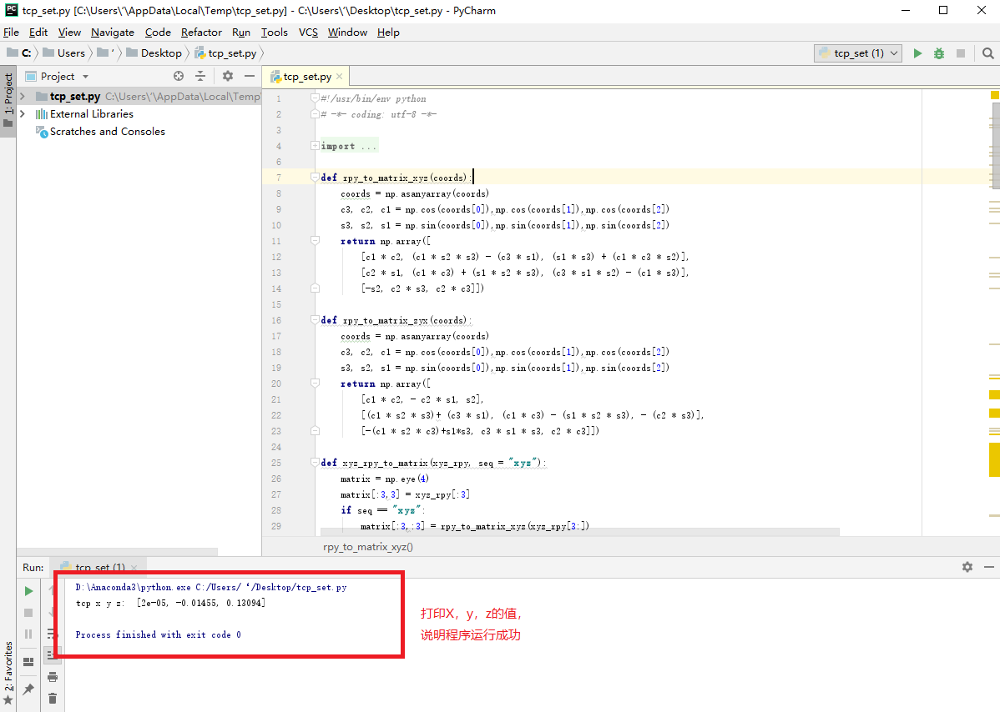 tcp_set.py [C:\Users\‘\AppData\Local\Temp\tcp_set.py] - C:\Users\‘\Desktop\tcp_set.py - PyCharm
File Edit View Navigate Code Refactor Run Tools VCS Window Help
C: Users ‘ Desktop tcp_set.py tcp_set (1)
1: Project
Project
tcp_set.py
tcp_set.py C:\Users\‘\AppData\Local\Temp\
External Libraries
Scratches and Consoles
1 #!/usr/bin/env python
2 # -*- coding: utf-8 -*-
3
4 import ...
6
7 def rpy_to_matrix_xyz(coords):
8 coords = np.asanyarray(coords)
9 c3, c2, c1 = np.cos(coords[0]),np.cos(coords[1]),np.cos(coords[2])
10 s3, s2, s1 = np.sin(coords[0]),np.sin(coords[1]),np.sin(coords[2])
11 return np.array([
12 [c1 * c2, (c1 * s2 * s3) - (c3 * s1), (s1 * s3) + (c1 * c3 * s2)],
13 [c2 * s1, (c1 * c3) + (s1 * s2 * s3), (c3 * s1 * s2) - (c1 * s3)],
14 [-s2, c2 * s3, c2 * c3]])
15
16 def rpy_to_matrix_zyx(coords):
17 coords = np.asanyarray(coords)
18 c3, c2, c1 = np.cos(coords[0]),np.cos(coords[1]),np.cos(coords[2])
19 s3, s2, s1 = np.sin(coords[0]),np.sin(coords[1]),np.sin(coords[2])
20 return np.array([
21 [c1 * c2, - c2 * s1, s2],
22 [(c1 * s2 * s3)+ (c3 * s1), (c1 * c3) - (s1 * s2 * s3), - (c2 * s3)],
23 [-(c1 * s2 * c3)+s1*s3, c3 * s1 * s3, c2 * c3]])
24
25 def xyz_rpy_to_matrix(xyz_rpy, seq = "xyz"):
26 matrix = np.eye(4)
27 matrix[:3,3] = xyz_rpy[:3]
28 if seq == "xyz":
29 matrix[:3,:3] = rpy_to_matrix_xyz(xyz_rpy[3:])
rpy_to_matrix_xyz()
Run: tcp_set (1)
D:\Anaconda3\python.exe C:/Users/‘/Desktop/tcp_set.py
tcp x y z: [2e-05, -0.01455, 0.13094]
Process finished with exit code 0
打印X，y，z的值，
说明程序运行成功
2: Favorites